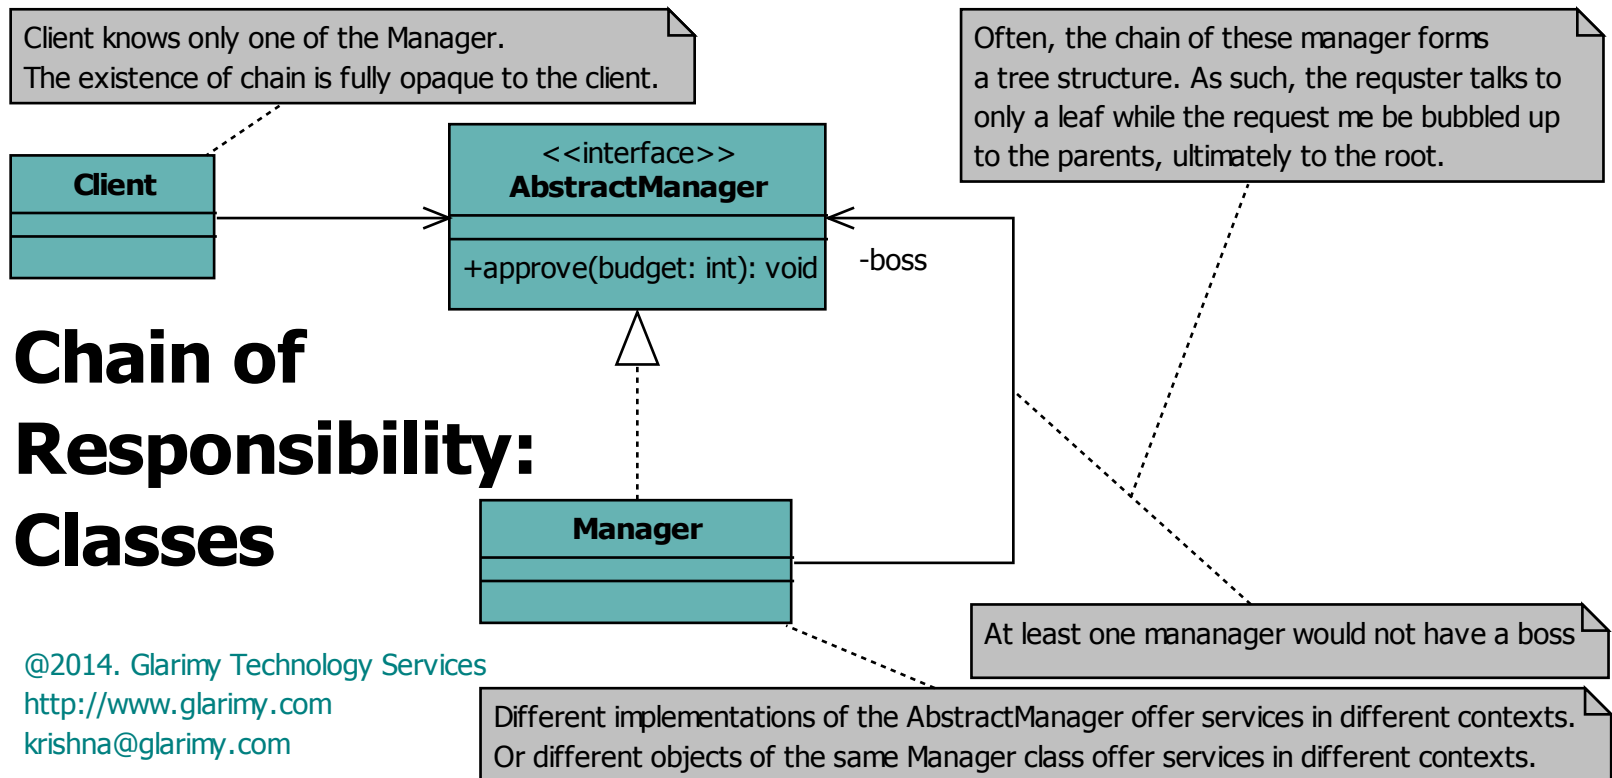 Client knows only one of the Manager.
The existence of chain is fully opaque to the client.
Often, the chain of these manager forms
a tree structure. As such, the requster talks to
only a leaf while the request me be bubbled up
to the parents, ultimately to the root.
Client
<<interface>>
AbstractManager
+approve(budget: int): void
-boss
Chain of
Responsibility:
Classes
Manager
At least one mananager would not have a boss
@2014. Glarimy Technology Services
http://www.glarimy.com
krishna@glarimy.com
Different implementations of the AbstractManager offer services in different contexts.
Or different objects of the same Manager class offer services in different contexts.